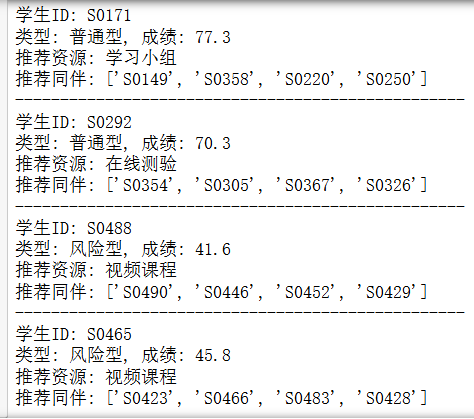 学生ID: S0171
类型: 普通型, 成绩: 77.3
推荐资源: 学习小组
推荐同伴: ['S0149', 'S0358', 'S0220', 'S0250']
--------------------------------------------------
学生ID: S0292
类型: 普通型, 成绩: 70.3
推荐资源: 在线测验
推荐同伴: ['S0354', 'S0305', 'S0367', 'S0326']
--------------------------------------------------
学生ID: S0488
类型: 风险型, 成绩: 41.6
推荐资源: 视频课程
推荐同伴: ['S0490', 'S0446', 'S0452', 'S0429']
--------------------------------------------------
学生ID: S0465
类型: 风险型, 成绩: 45.8
推荐资源: 视频课程
推荐同伴: ['S0423', 'S0466', 'S0483', 'S0428']